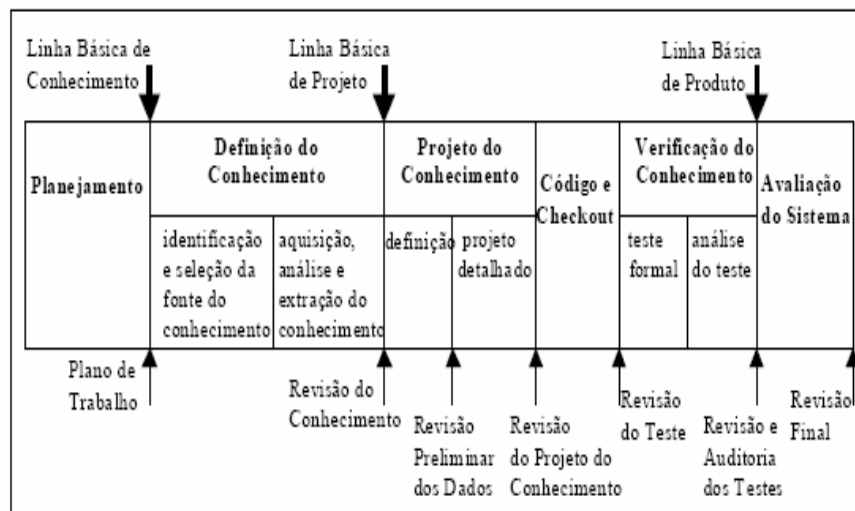 Linha Básica de
Conhecimento
Linha Básica
de Projeto
Linha Básica
de Produto
Planejamento
Definição do
Conhecimento
identificação
e seleção da
fonte do
conhecimento
aquisição,
análise e
extração do
conhecimento
Projeto do
Conhecimento
definição
projeto
detalhado
Código e
Checkout
Verificação do
Conhecimento
teste
formal
análise
do teste
Avaliação
do Sistema
Plano de
Trabalho
Revisão do
Conhecimento
Revisão
Preliminar
dos Dados
Revisão
do Projeto do
Conhecimento
Revisão
do Teste
Revisão e
Auditoria
dos Testes
Revisão
Final